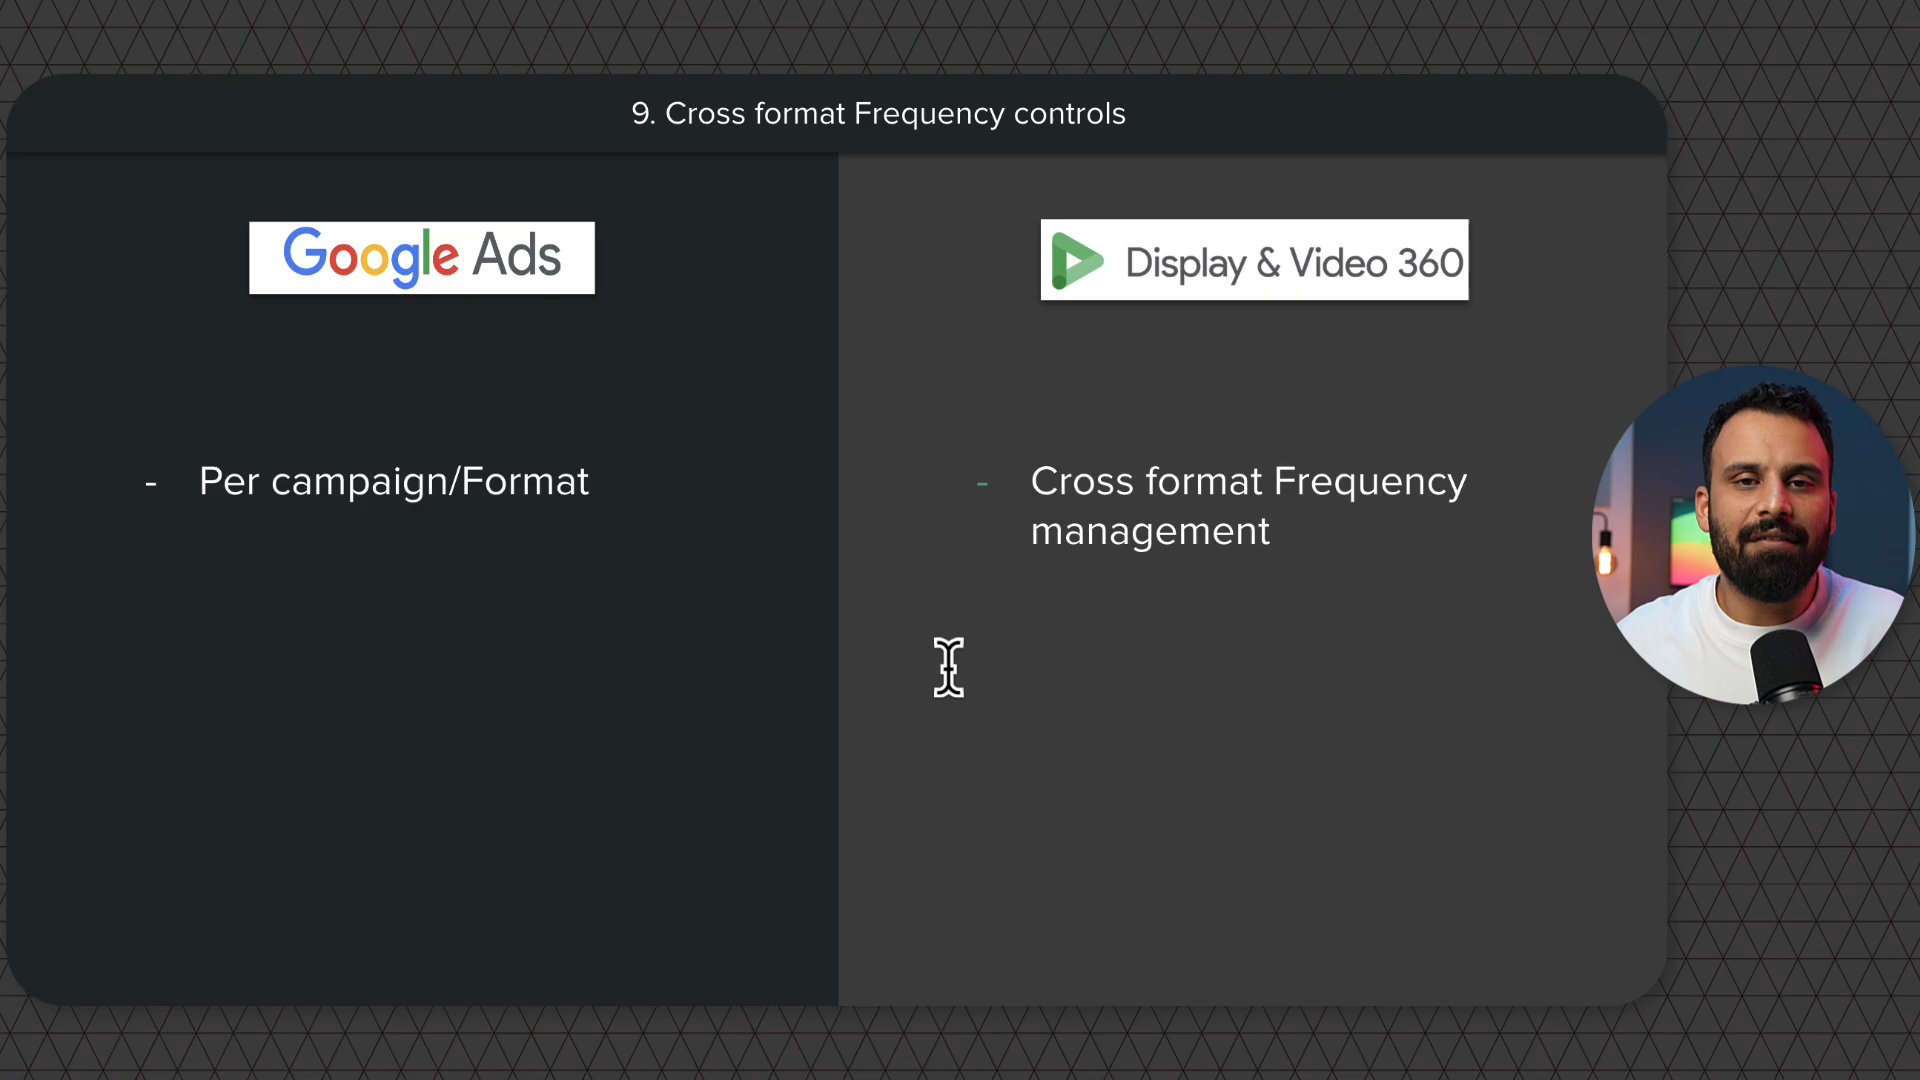 9. Cross format Frequency controls
Google Ads
Display & Video 360
- Per campaign/Format
- Cross format Frequency
management